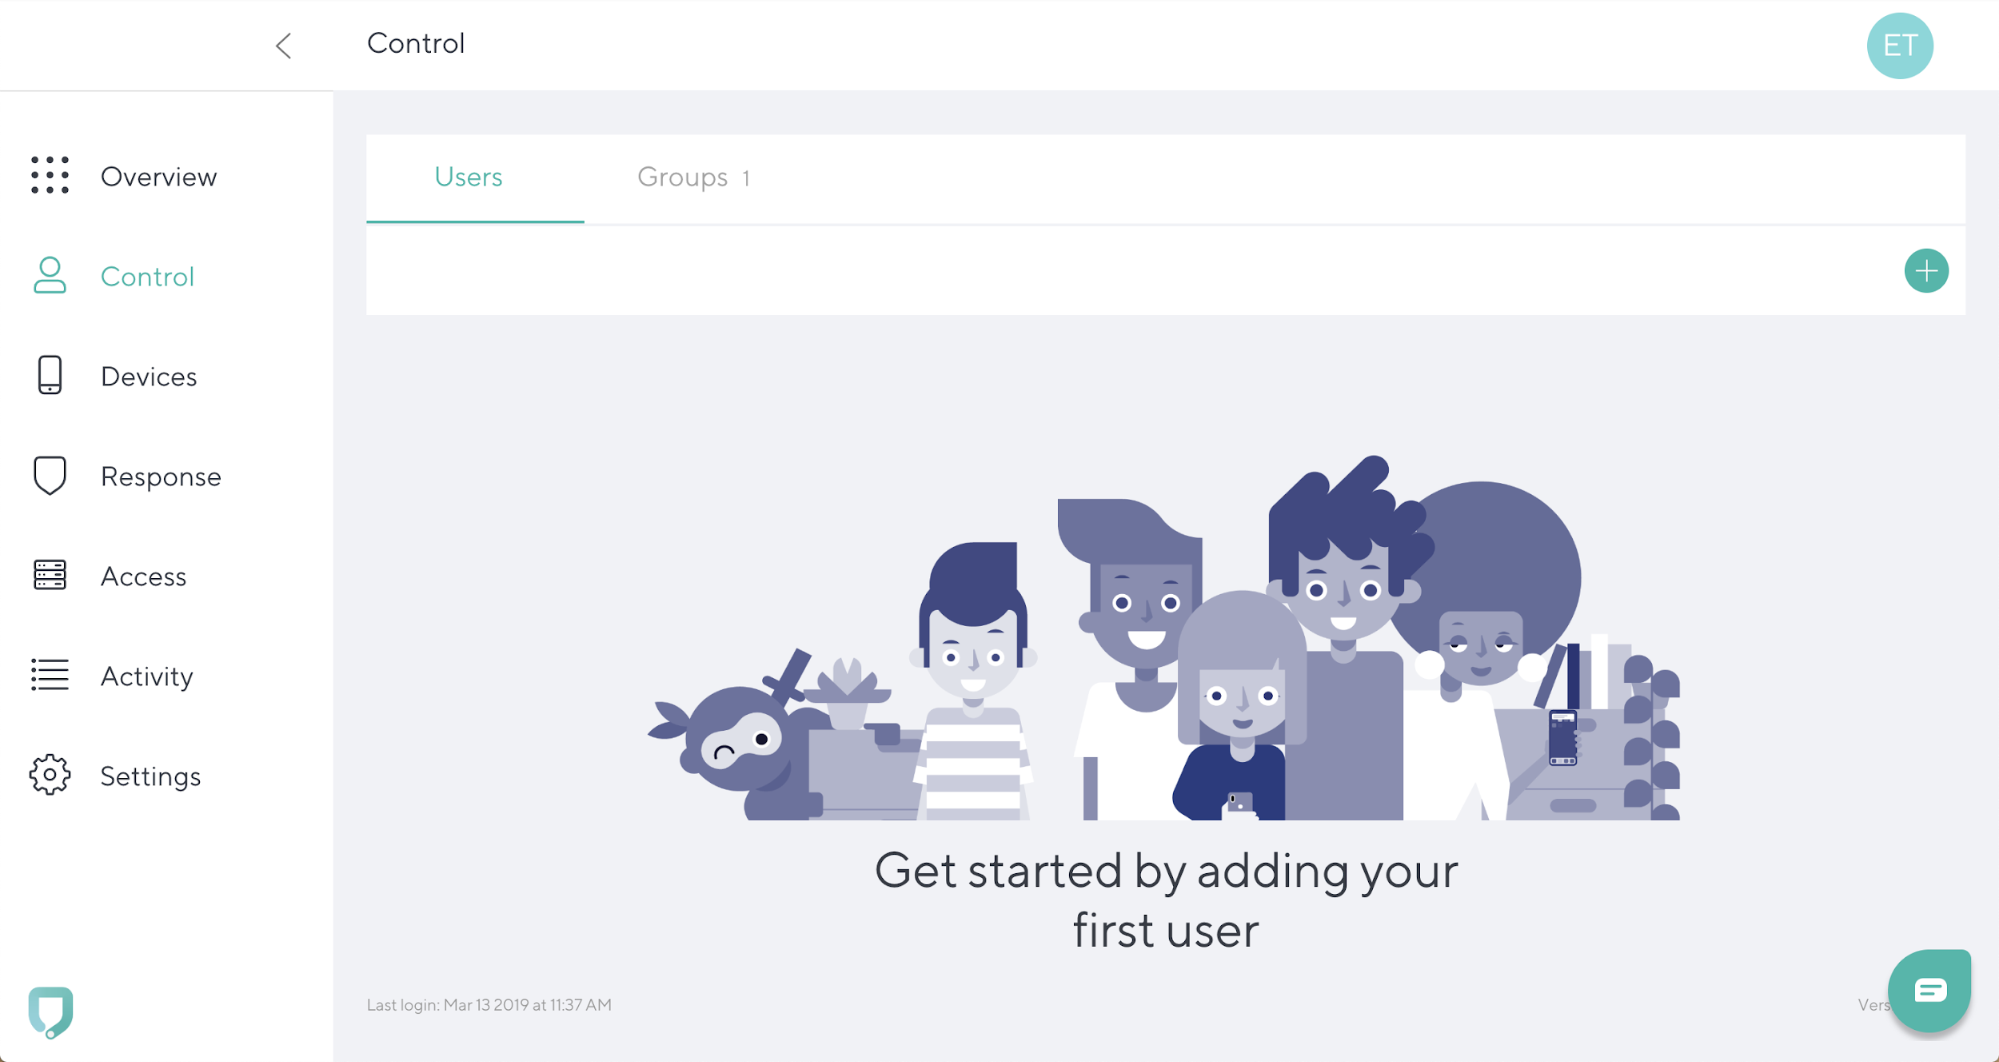 Control
ET
Overview
Control
Devices
Response
Access
Activity
Settings
Users
Groups 1
Get started by adding your
first user
Last login: Mar 13 2019 at 11:37 AM